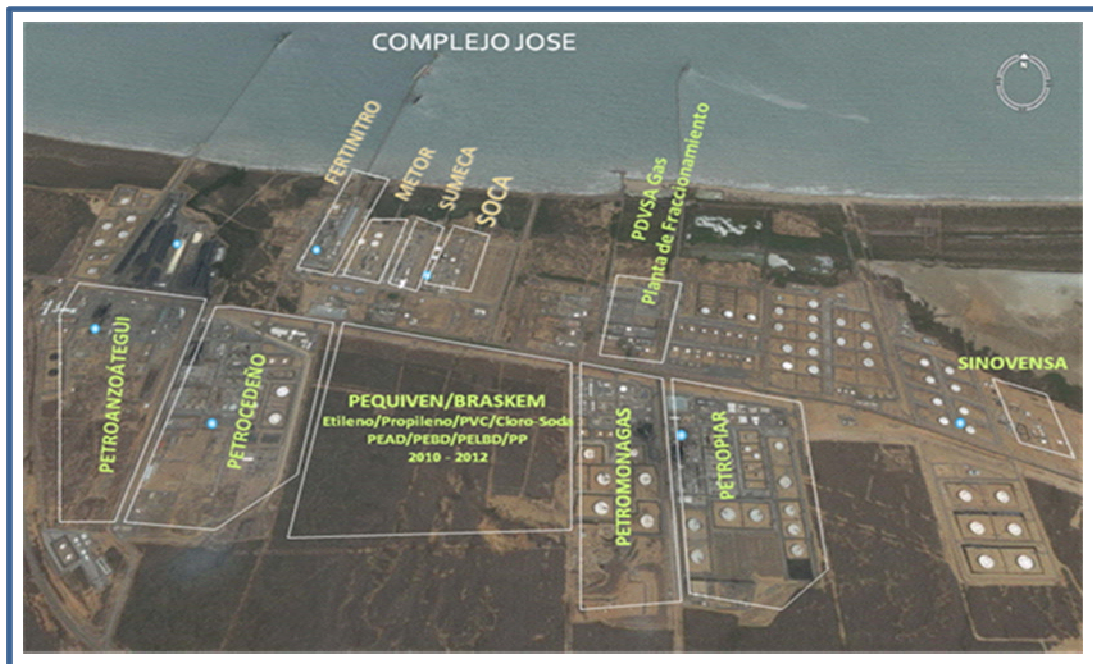 COMPLEJO JOSE
N
FERTINITRO
METOR
SUMECA
SOCA
PDVSA Gas
Planta de Fraccionamiento
SINOVENSA
PETROANZOÁTEGUI
PETROCEDEÑO
PEQUIVEN/BRASKEM
Etileno/Propileno/PVC/Cloro-Soda
PEAD/PEBD/PELBD/PP
2010 - 2012
PETROMONAGAS
PETROPIAR